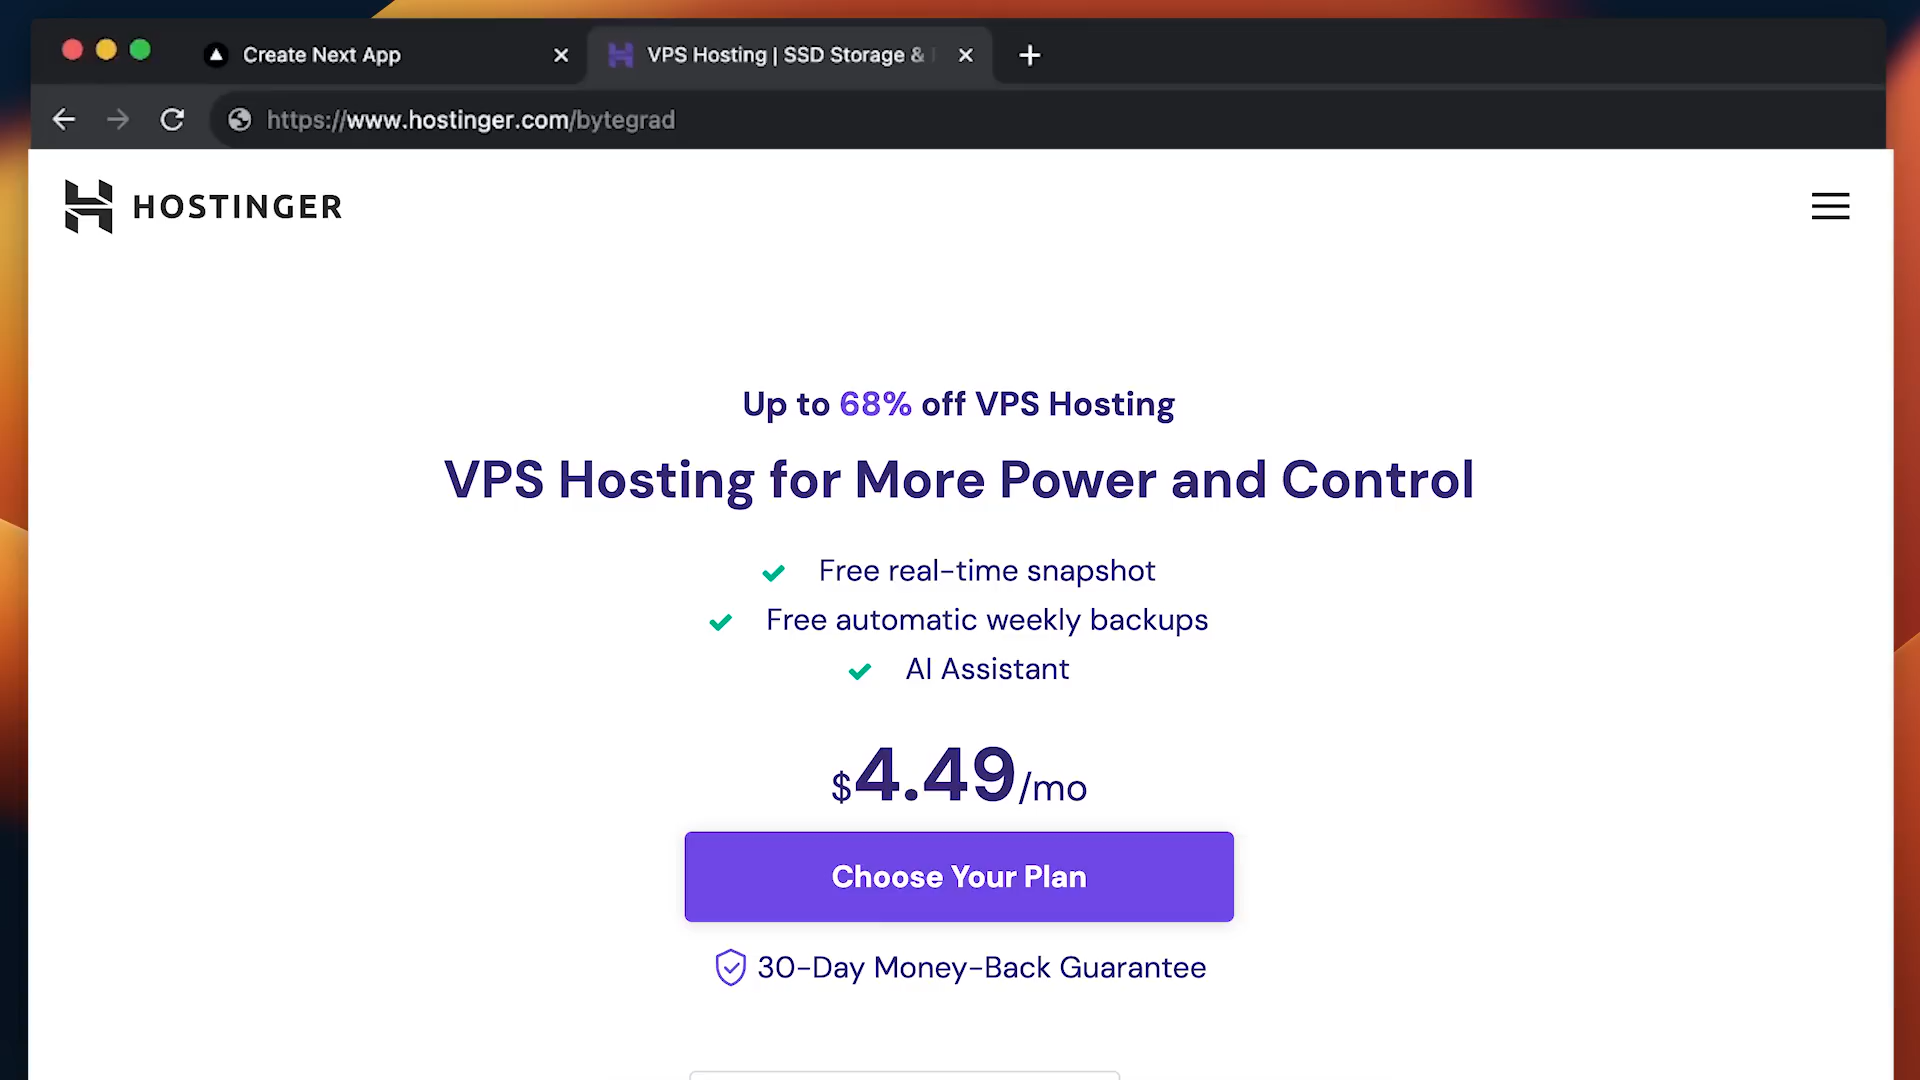 Create Next App
VPS Hosting | SSD Storage &
https://www.hostinger.com/bytegrad
HOSTINGER
Up to 68% off VPS Hosting
VPS Hosting for More Power and Control
Free real-time snapshot
Free automatic weekly backups
AI Assistant
$4.49/mo
Choose Your Plan
30-Day Money-Back Guarantee